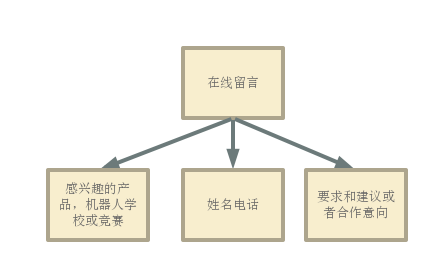 在线留言
感兴趣的产
品，机器人学
校或竞赛
姓名电话
要求和建议或
者合作意向